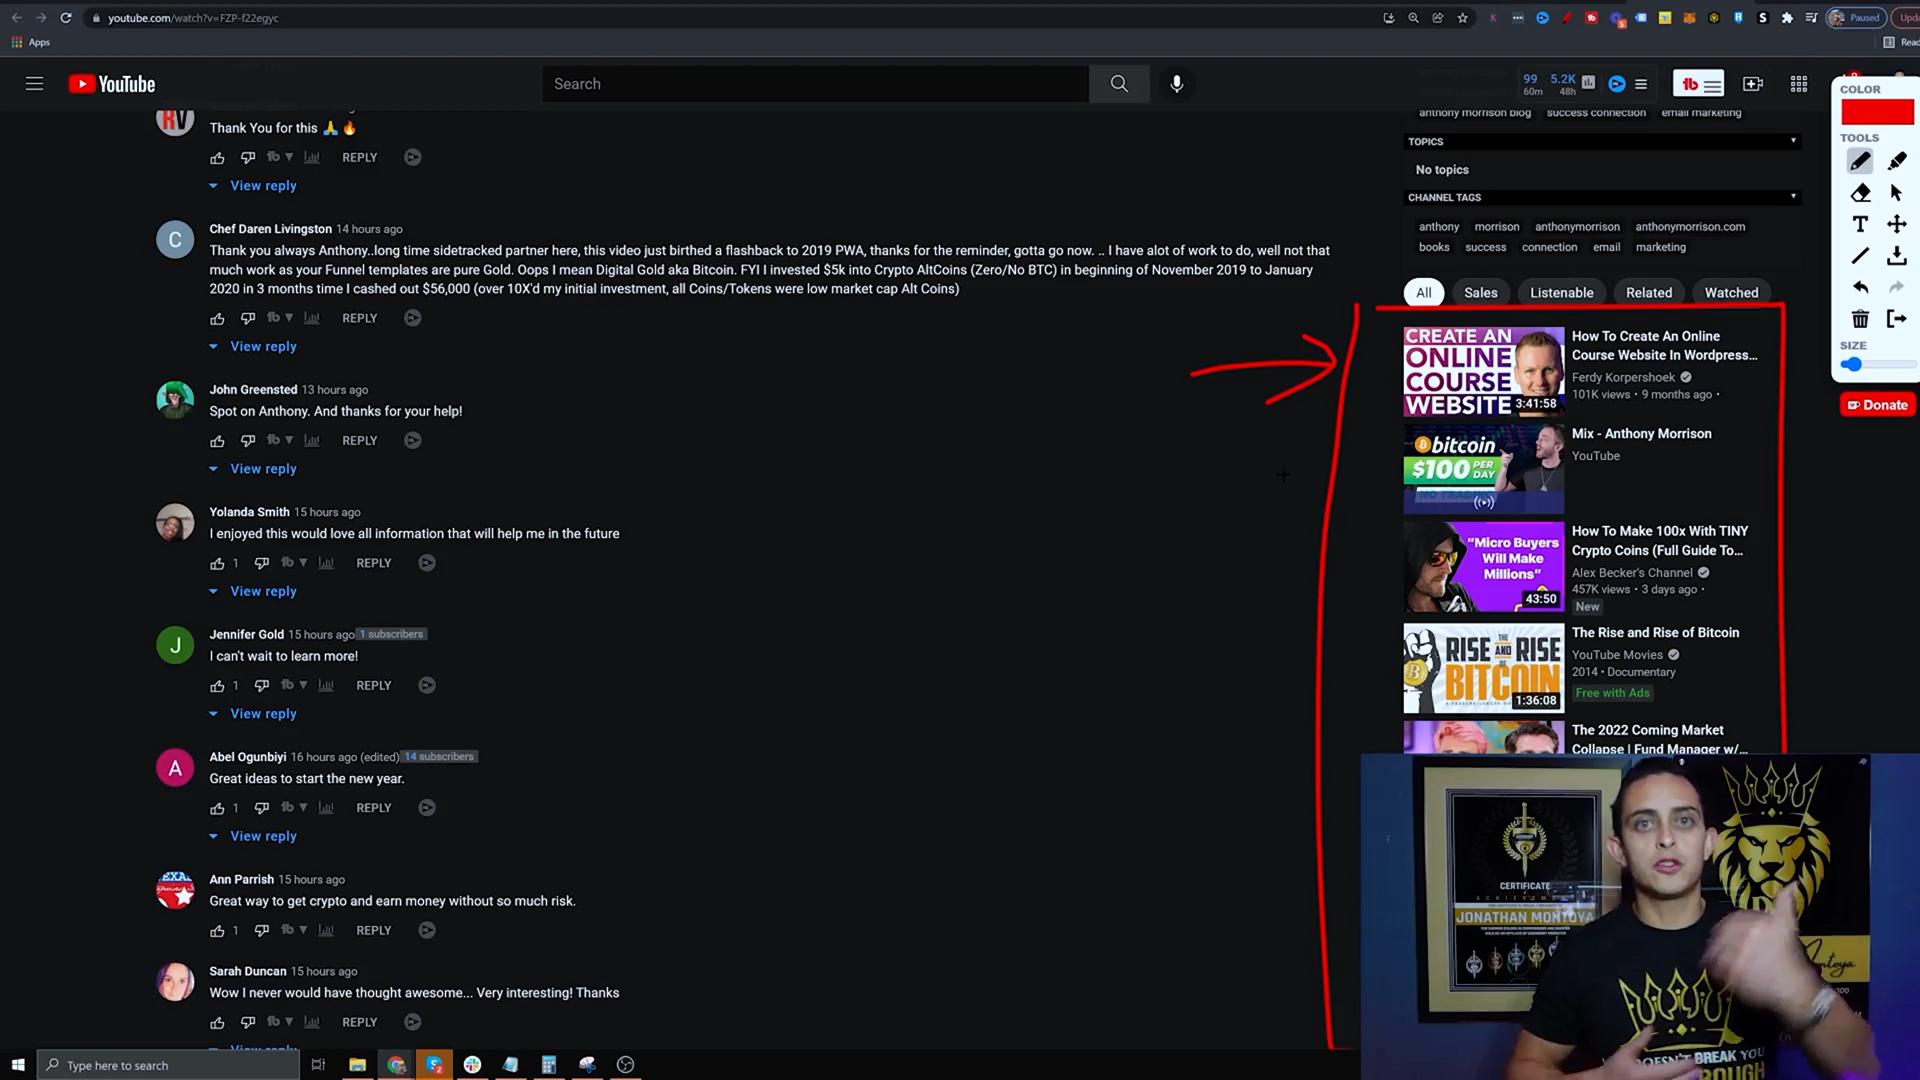 youtube.com/watch?v=FZP-f22egyc
Paused
Apps
YouTube
Search
99
60m
5.2K
48h
COLOR
TOOLS
SIZE
Donate
Thank You for this 🙏 🔥
REPLY
View reply
Chef Daren Livingston 14 hours ago
Thank you always Anthony..long time sidetracked partner here, this video just birthed a flashback to 2019 PWA, thanks for the reminder, gotta go now. .. I have alot of work to do, well not that
much work as your Funnel templates are pure Gold. Oops I mean Digital Gold aka Bitcoin. FYI I invested $5k into Crypto AltCoins (Zero/No BTC) in beginning of November 2019 to January
2020 in 3 months time I cashed out $56,000 (over 10X'd my initial investment, all Coins/Tokens were low market cap Alt Coins)
REPLY
View reply
John Greensted 13 hours ago
Spot on Anthony. And thanks for your help!
REPLY
View reply
Yolanda Smith 15 hours ago
I enjoyed this would love all information that will help me in the future
1 REPLY
View reply
Jennifer Gold 15 hours ago 1 subscribers
I can't wait to learn more!
1 REPLY
View reply
Abel Ogunbiyi 16 hours ago (edited) 14 subscribers
Great ideas to start the new year.
1 REPLY
View reply
Ann Parrish 15 hours ago
Great way to get crypto and earn money without so much risk.
1 REPLY
Sarah Duncan 15 hours ago
Wow I never would have thought awesome... Very interesting! Thanks
REPLY
anthony morrison blog success connection email marketing
TOPICS
No topics
CHANNEL TAGS
anthony morrison anthonymorrison anthonymorrison.com
books success connection email marketing
All Sales Listenable Related Watched
CREATE AN
ONLINE
COURSE
WEBSITE
3:41:58
How To Create An Online
Course Website In Wordpress...
Ferdy Korpershoek
101K views • 9 months ago •
bitcoin
$100 PER DAY
Mix - Anthony Morrison
YouTube
"Micro Buyers
Will Make
Millions"
43:50
How To Make 100x With TINY
Crypto Coins (Full Guide To...
Alex Becker's Channel
457K views • 3 days ago •
New
THE
RISE AND RISE
OF
BITCOIN
1:36:08
The Rise and Rise of Bitcoin
YouTube Movies
2014 • Documentary
Free with Ads
The 2022 Coming Market
Collapse | Fund Manager w/...
CERTIFICATE
JONATHAN MONTOYA
DOESN'T BREAK YOU
Type here to search